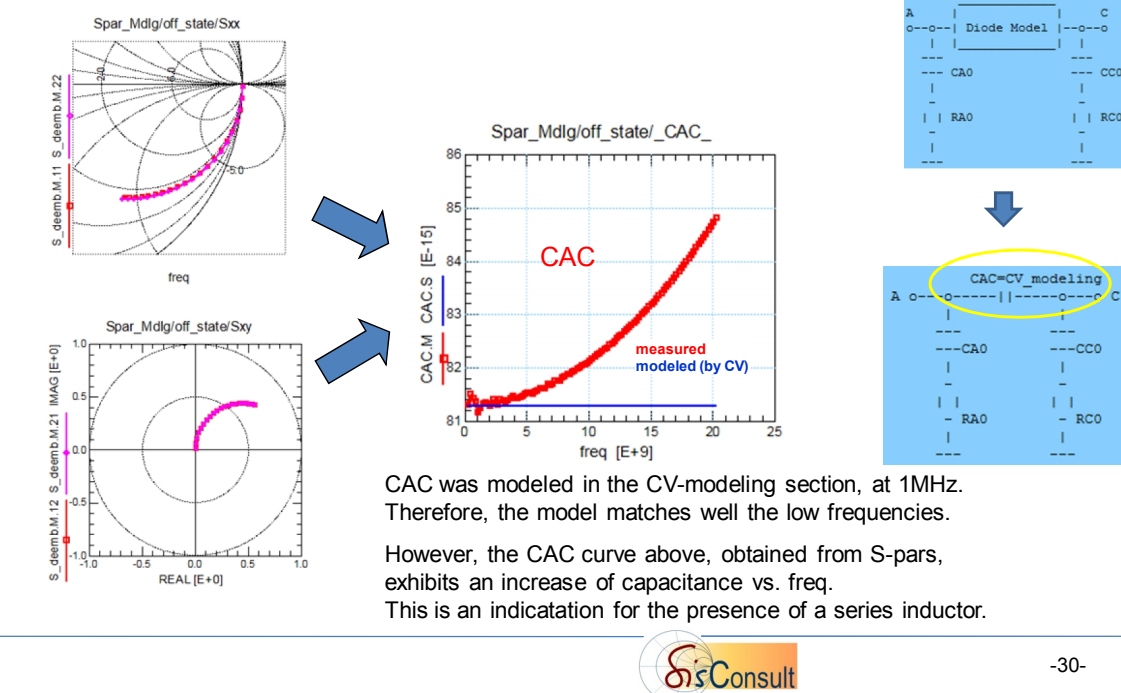 Spar_Mdlg/off_state/Sxx
S_deemb.M.11 S_deemb.M.22
-2.0
-6.0
-5.0
freq
Spar_Mdlg/off_state/Sxy
S_deemb.M.12 S_deemb.M.21 IMAG [E+0]
1.0
0.5
0.0
-0.5
-1.0
-1.0 -0.5 0.0 0.5 1.0
REAL [E+0]
Spar_Mdlg/off_state/_CAC_
CAC.M CAC.S [E-15]
86
85
84
83
82
81
CAC
measured
modeled (by CV)
0 5 10 15 20 25
freq [E+9]
A C
o--o--| Diode Model |--o--o
CA0 CC0
RA0 RC0
CAC=CV_modeling
A o---o-----||-----o---o C
---CA0 ---CC0
- RA0 - RC0
CAC was modeled in the CV-modeling section, at 1MHz.
Therefore, the model matches well the low frequencies.
However, the CAC curve above, obtained from S-pars,
exhibits an increase of capacitance vs. freq.
This is an indicatation for the presence of a series inductor.
SisConsult
-30-